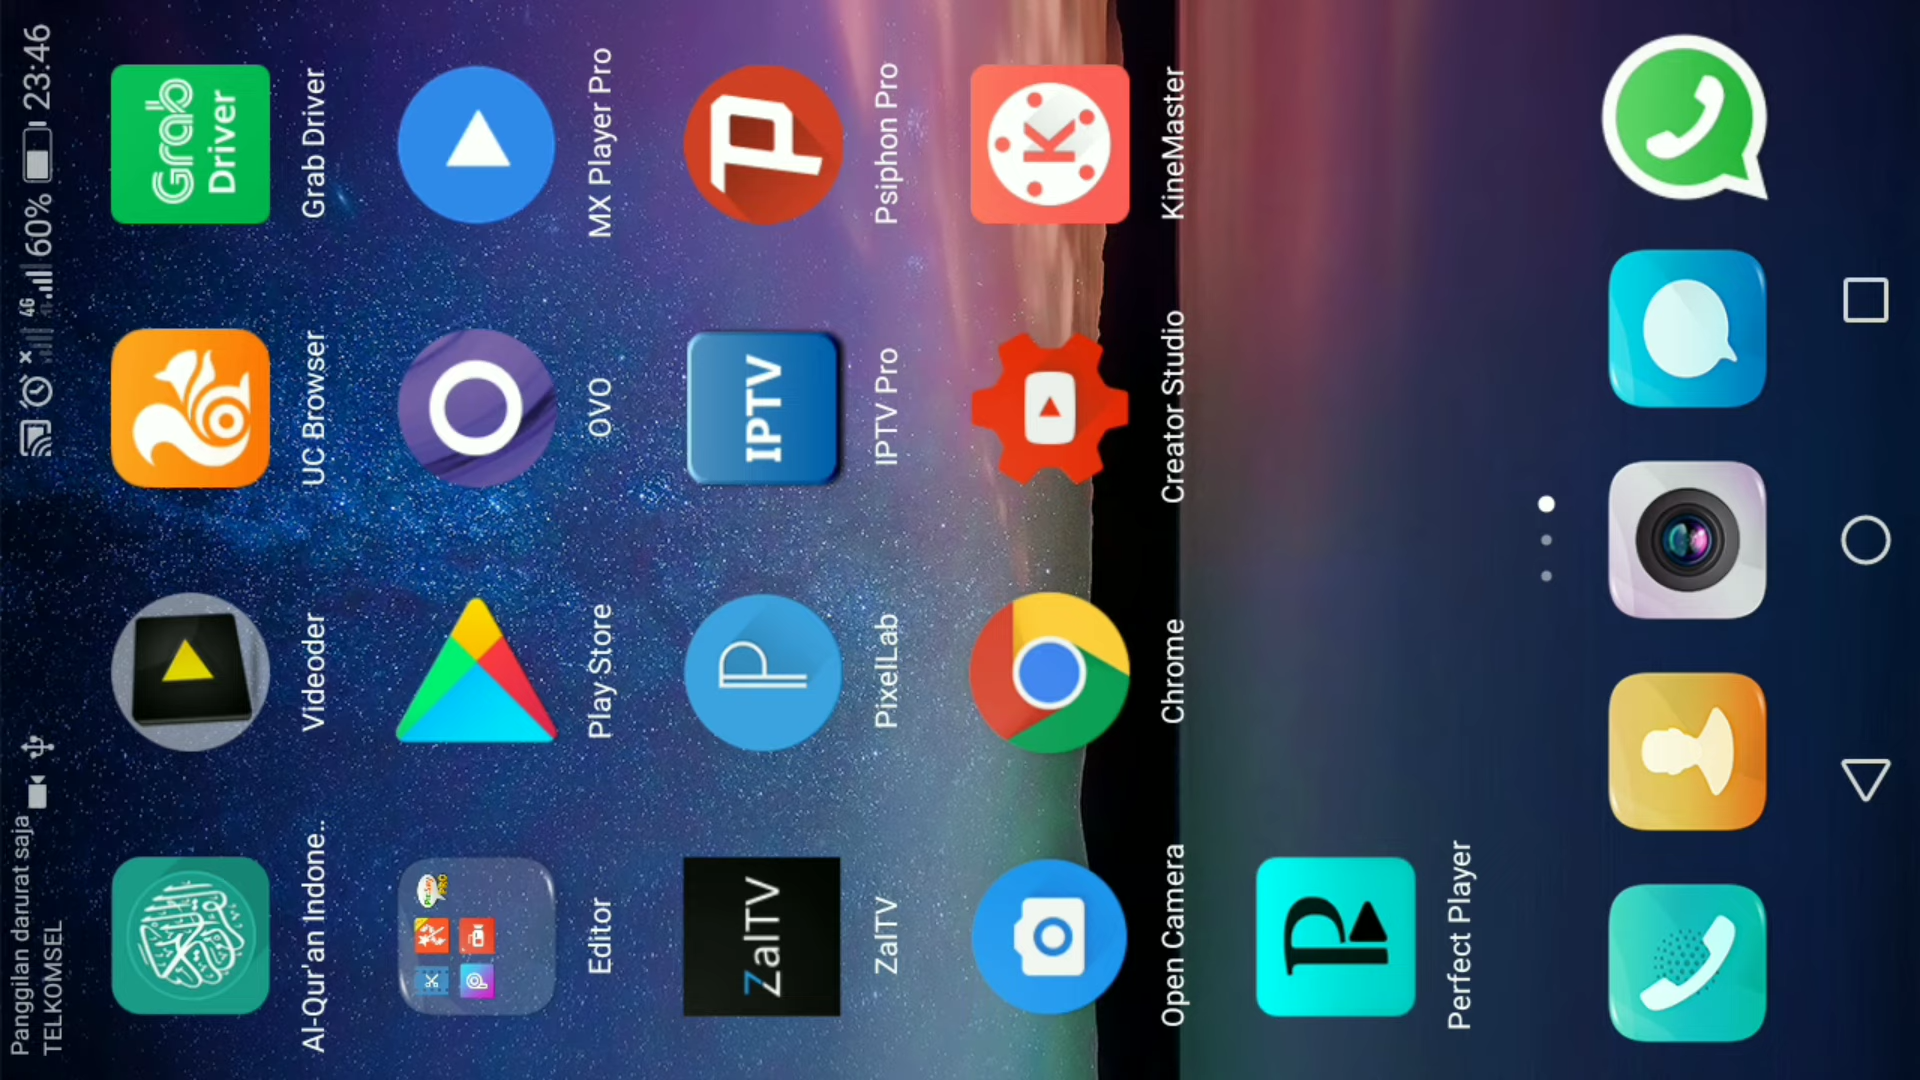 Panggilan darurat saja
TELKOMSEL
4G
60%
23:46
Al-Qur'an Indone..
Videoder
UC Browser
Grab
Driver
Grab Driver
Editor
Play Store
OVO
MX Player Pro
ZalTV
ZalTV
PixelLab
IPTV
IPTV Pro
Psiphon Pro
Open Camera
Chrome
Creator Studio
K
KineMaster
Perfect Player